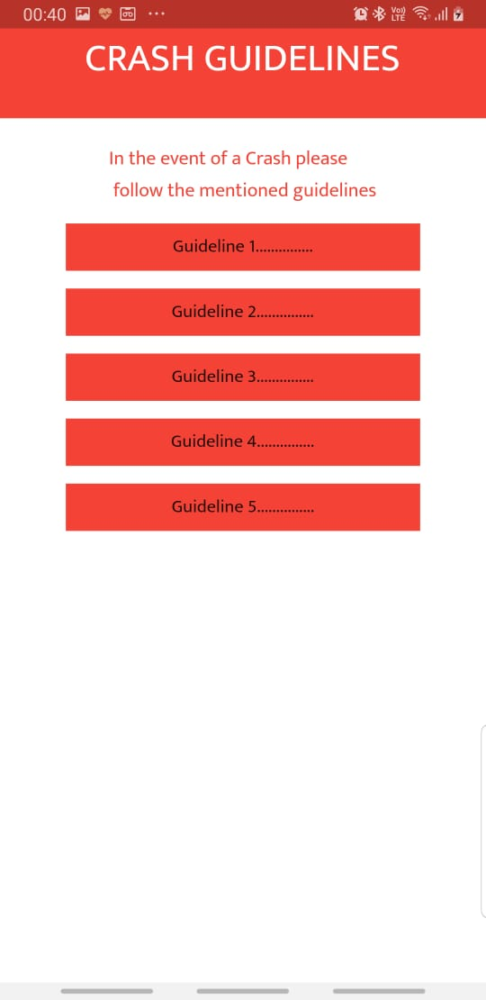 00:40
Vo)) LTE
CRASH GUIDELINES
In the event of a Crash please
follow the mentioned guidelines
Guideline 1...............
Guideline 2...............
Guideline 3...............
Guideline 4...............
Guideline 5...............